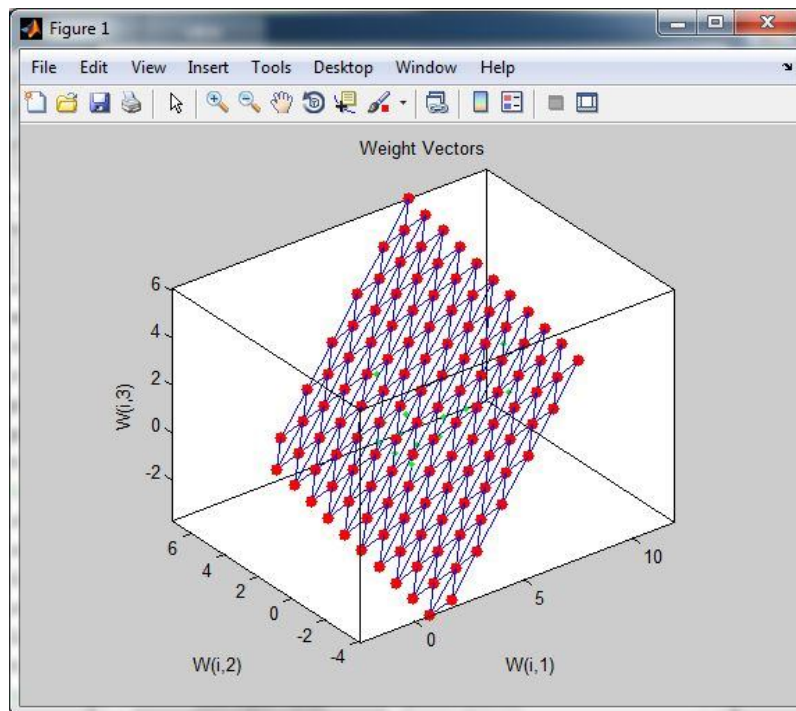 Figure 1
File Edit View Insert Tools Desktop Window Help
Weight Vectors
6
4
2
0
-2
W(i,3)
6
4
2
0
-2
-4
W(i,2)
0
5
10
W(i,1)